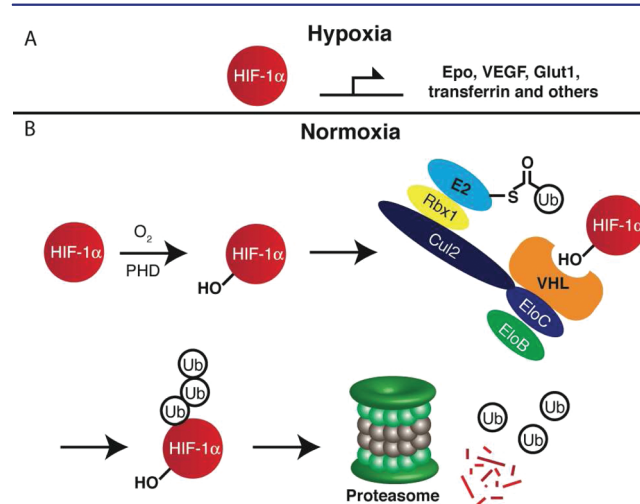 A
Hypoxia
HIF-1α
Epo, VEGF, Glut1,
transferrin and others
B
Normoxia
HIF-1α
O₂
PHD
HIF-1α
HO
E2
S
O
Ub
Rbx1
Cul2
HIF-1α
HO
VHL
EloC
EloB
Ub
Ub
Ub
HIF-1α
HO
Proteasome
Ub
Ub
Ub